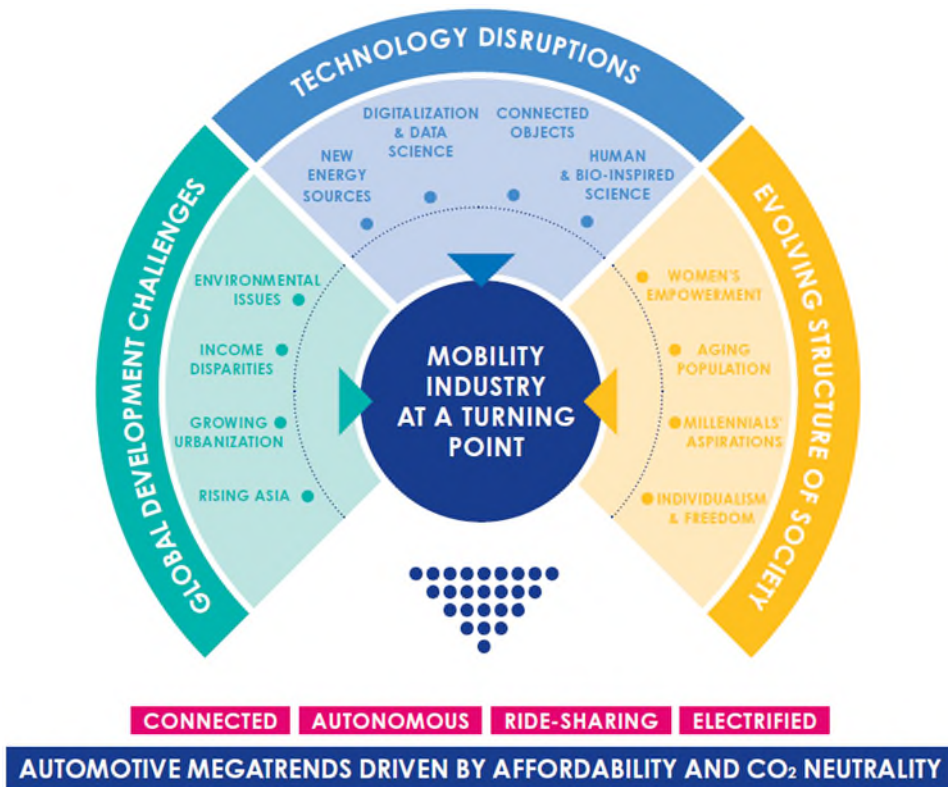 TECHNOLOGY DISRUPTIONS
DIGITALIZATION
& DATA
SCIENCE
CONNECTED
OBJECTS
NEW
ENERGY
SOURCES
HUMAN
& BIO-INSPIRED
SCIENCE
GLOBAL DEVELOPMENT CHALLENGES
ENVIRONMENTAL
ISSUES
INCOME
DISPARITIES
GROWING
URBANIZATION
RISING ASIA
MOBILITY
INDUSTRY
AT A TURNING
POINT
EVOLVING STRUCTURE OF SOCIETY
WOMEN'S
EMPOWERMENT
AGING
POPULATION
MILLENNIALS'
ASPIRATIONS
INDIVIDUALISM
& FREEDOM
CONNECTED AUTONOMOUS RIDE-SHARING ELECTRIFIED
AUTOMOTIVE MEGATRENDS DRIVEN BY AFFORDABILITY AND CO₂ NEUTRALITY